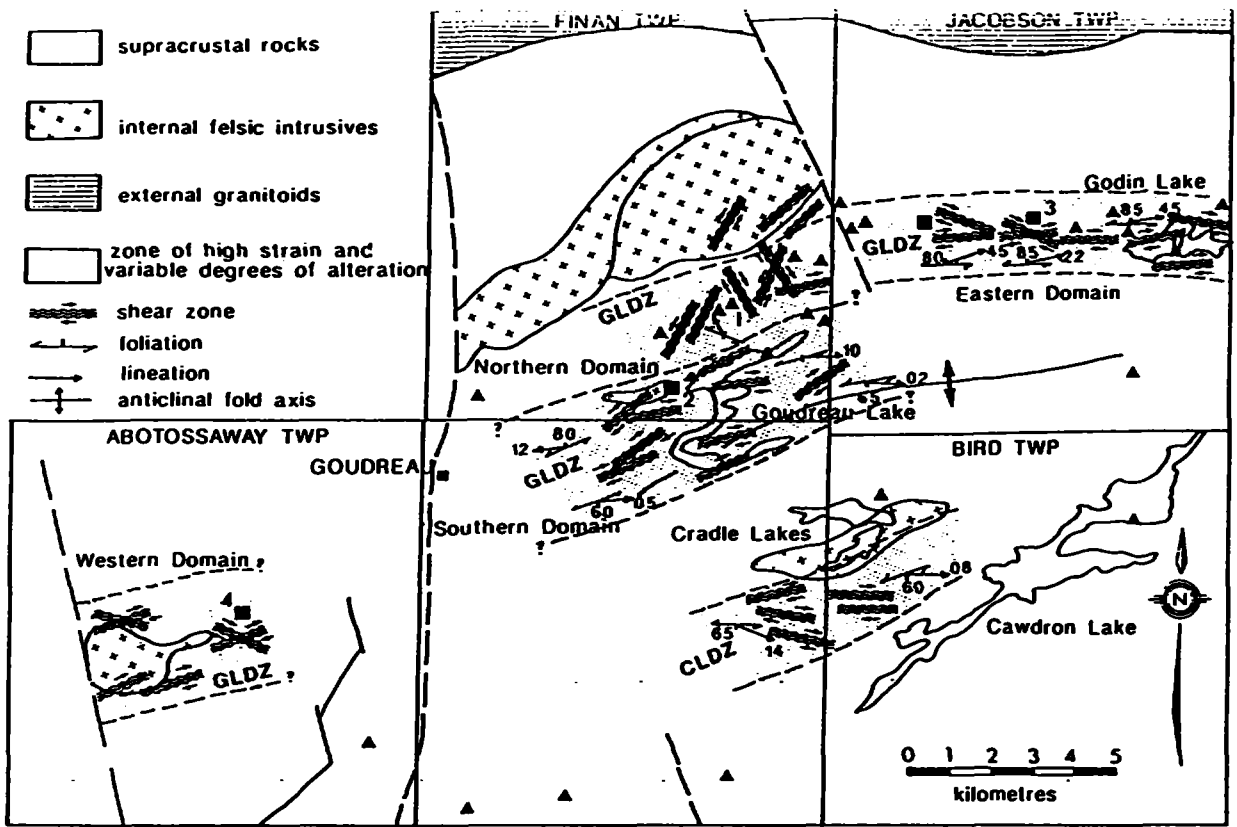 supracrustal rocks
internal felsic intrusives
external granitoids
zone of high strain and
variable degrees of alteration
shear zone
foliation
lineation
anticlinal fold axis
FINAN TWP
JACOBSON TWP
Godin Lake
3
85 45
GLDZ
80 45 85 22
Eastern Domain
GLDZ
1
Northern Domain
10
2
02
65
?
Goudreau Lake
?
?
ABOTOSSAWAY TWP
GOUDREAU
12 80
GLDZ
60 05
BIRD TWP
Southern Domain
?
Cradle Lakes
Western Domain ?
4
08
60
65
14
CLDZ
Cawdron Lake
N
GLDZ
?
0 1 2 3 4 5
kilometres